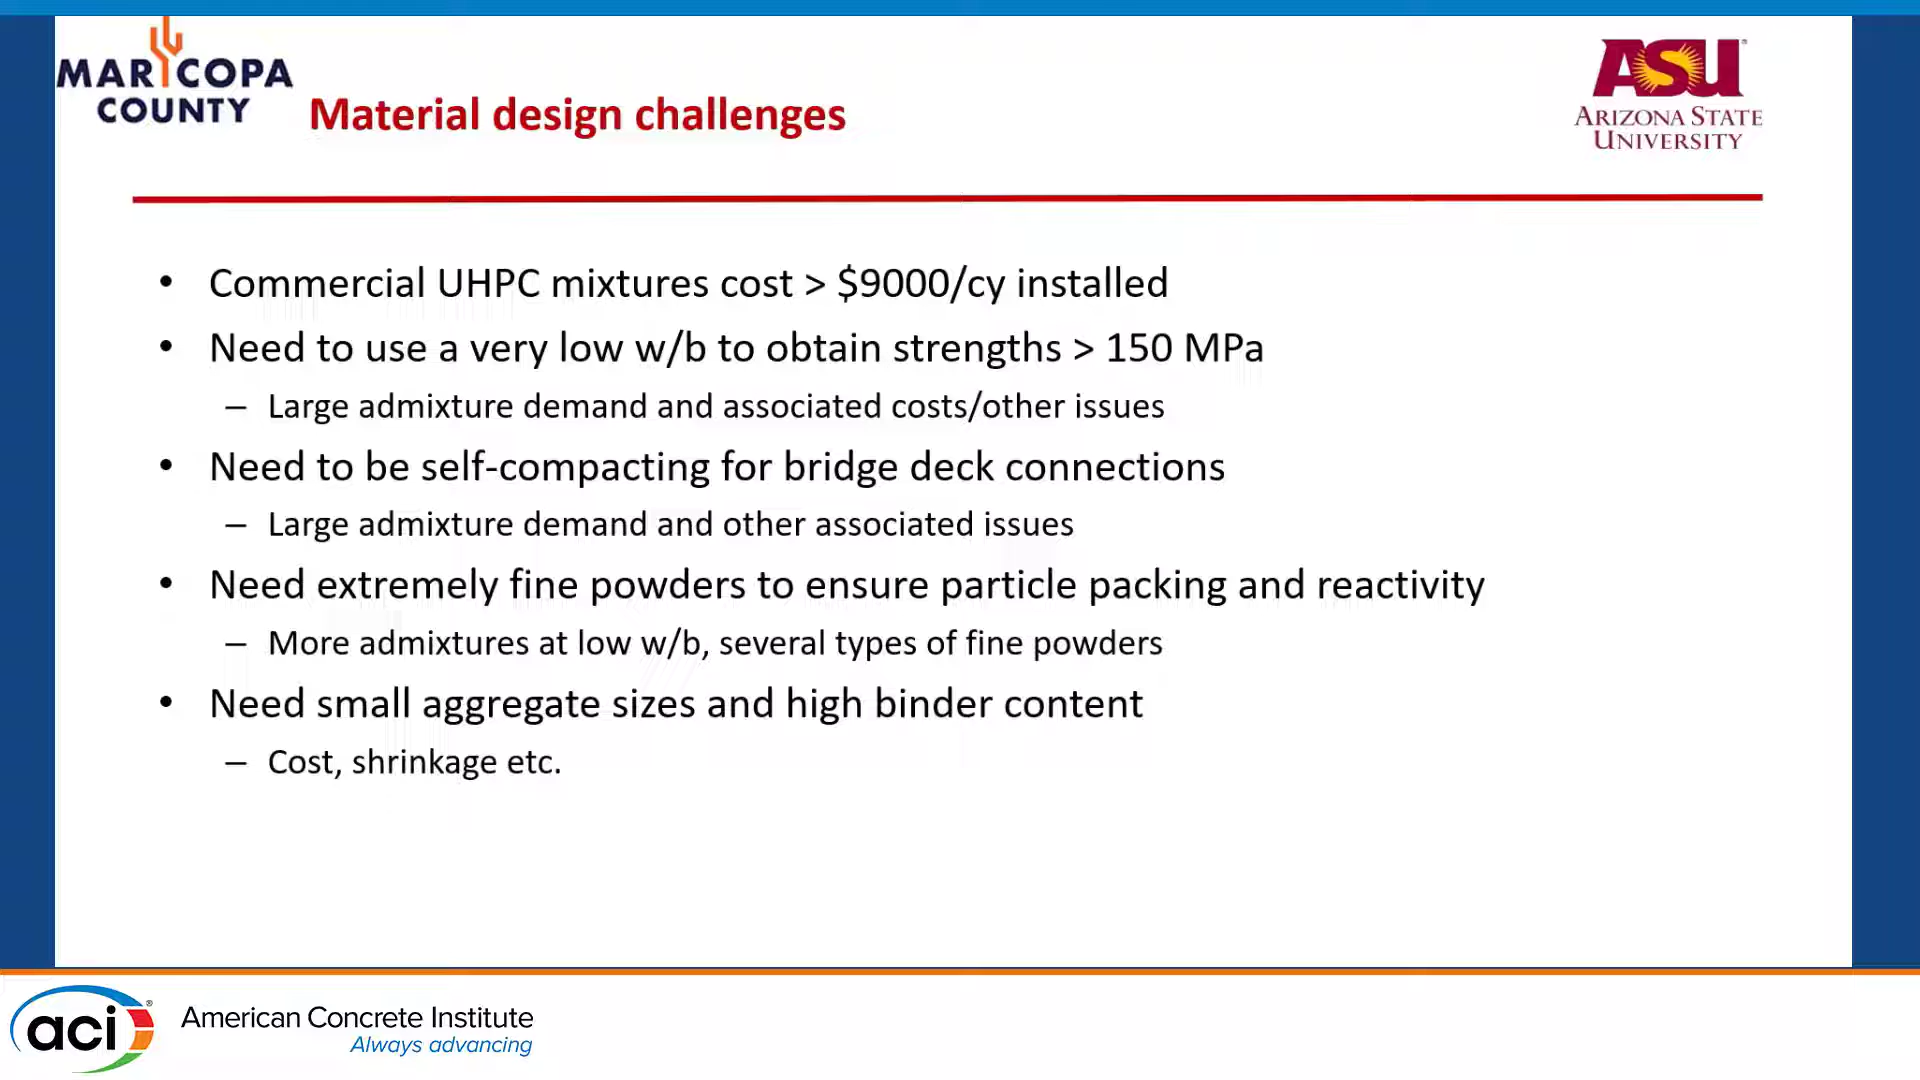 MARICOPA
COUNTY
Material design challenges
ASU
ARIZONA STATE
UNIVERSITY
• Commercial UHPC mixtures cost > $9000/cy installed
• Need to use a very low w/b to obtain strengths > 150 MPa
– Large admixture demand and associated costs/other issues
• Need to be self-compacting for bridge deck connections
– Large admixture demand and other associated issues
• Need extremely fine powders to ensure particle packing and reactivity
– More admixtures at low w/b, several types of fine powders
• Need small aggregate sizes and high binder content
– Cost, shrinkage etc.
aci®
American Concrete Institute
Always advancing